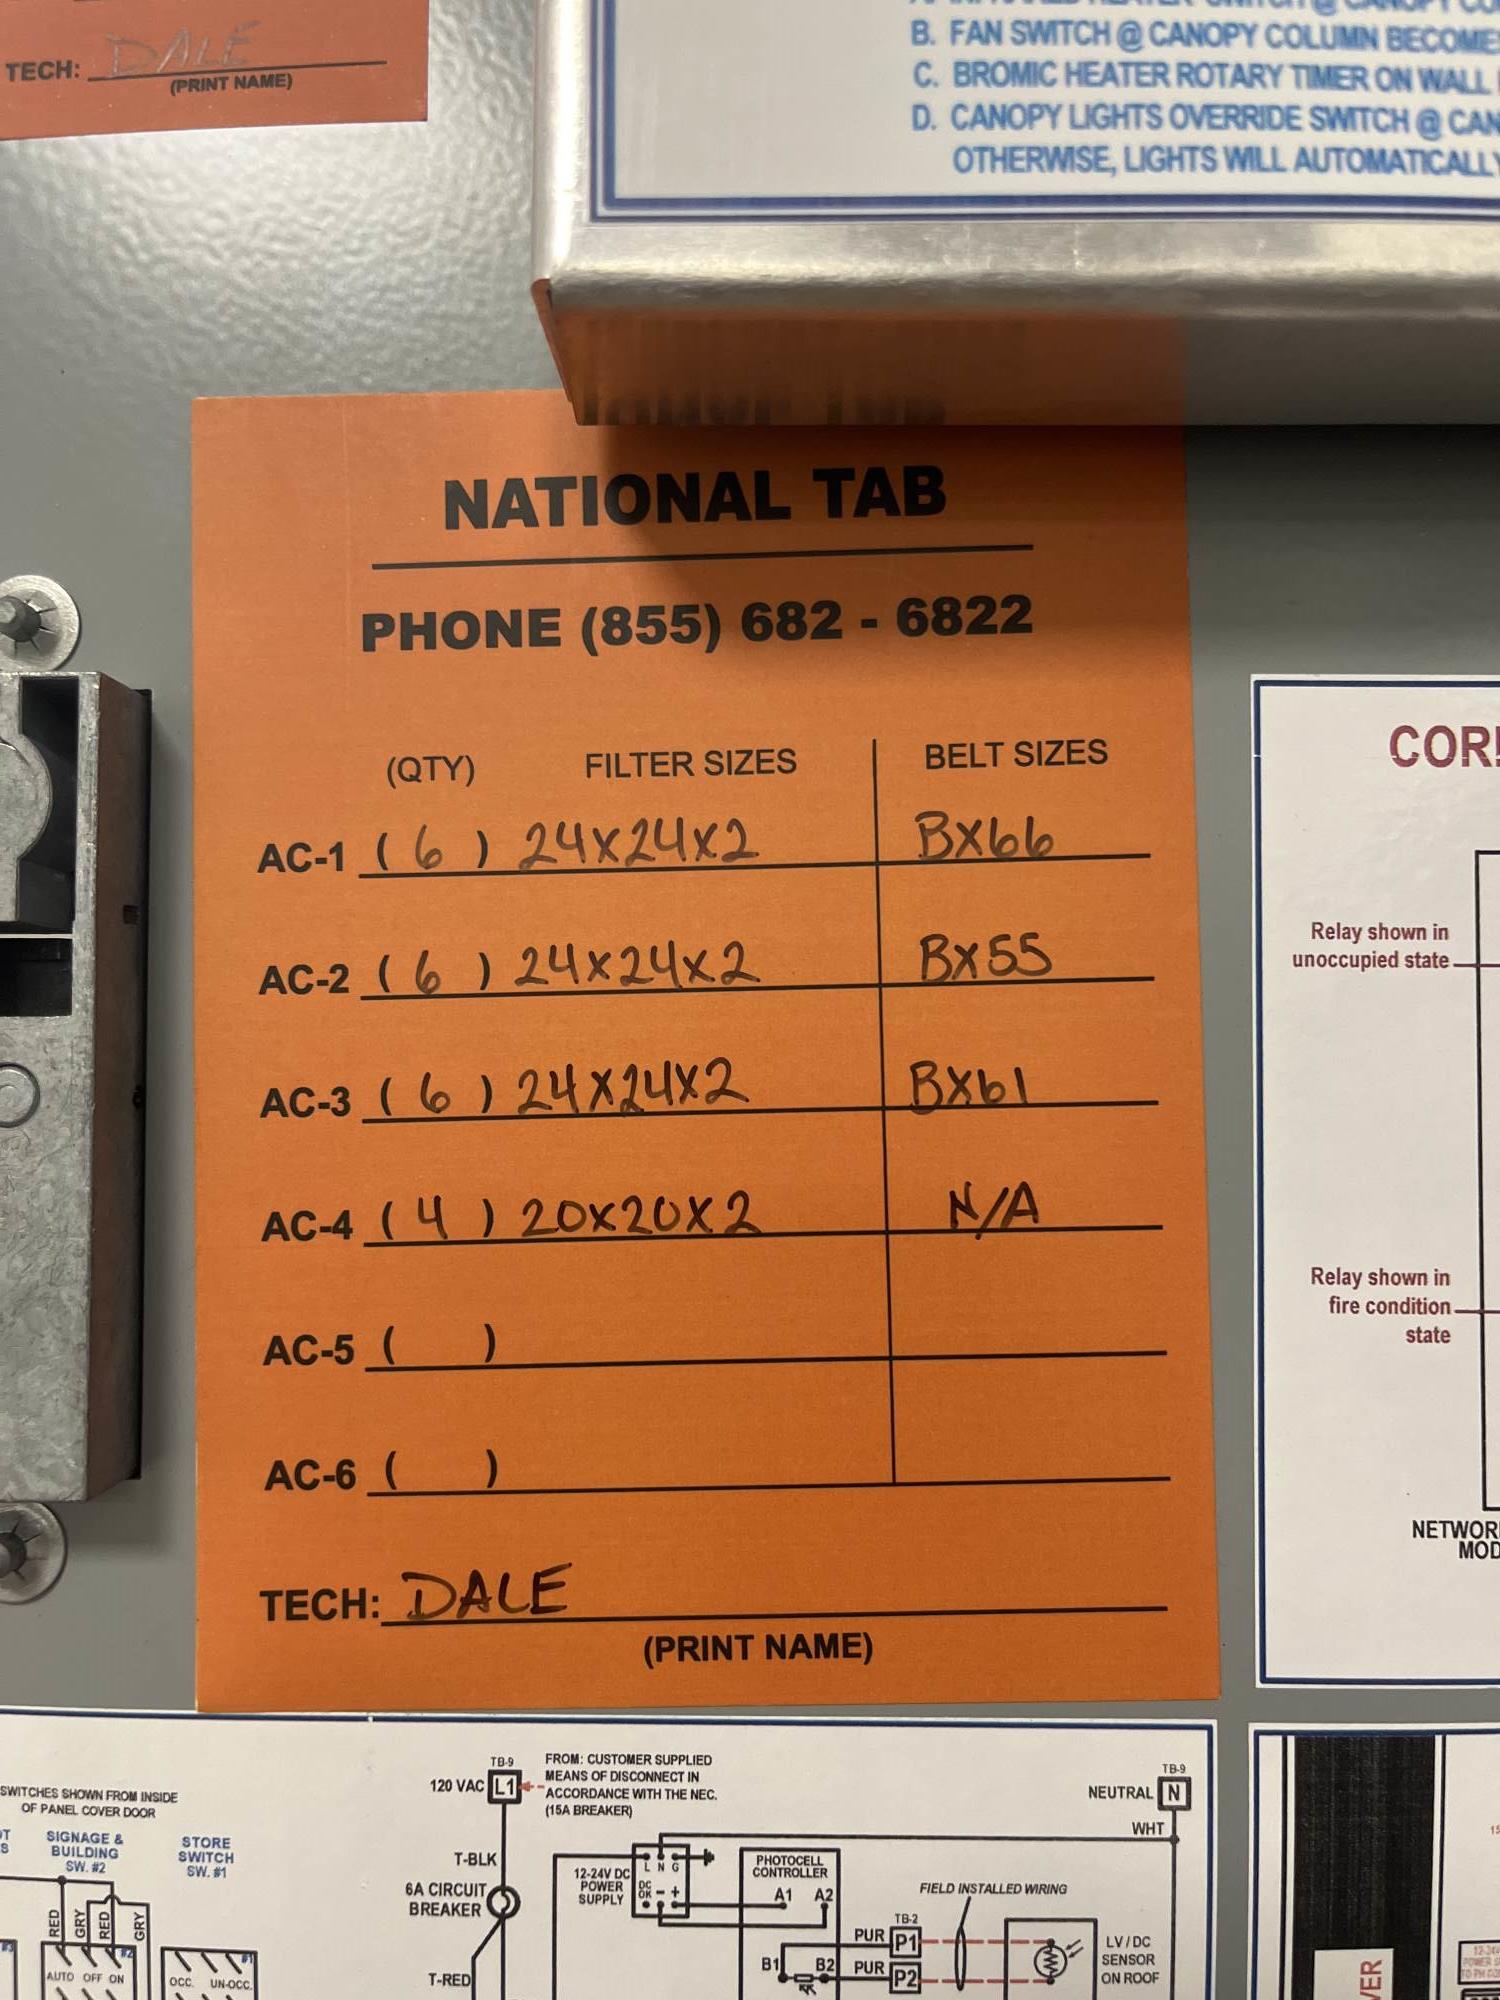 TECH: DALE
(PRINT NAME)
B. FAN SWITCH @ CANOPY COLUMN
C. BROMIC HEATER ROTARY TIMER ON WALL
D. CANOPY LIGHTS OVERRIDE SWITCH @
OTHERWISE, LIGHTS WILL AUTOMATICALLY
NATIONAL TAB
PHONE (855) 682 - 6822
(QTY) FILTER SIZES BELT SIZES
AC-1 ( 6 ) 24x24x2 BX66
AC-2 ( 6 ) 24x24x2 BX55
AC-3 ( 6 ) 24x24x2 BX61
AC-4 ( 4 ) 20x20x2 N/A
AC-5 ( )
AC-6 ( )
TECH: DALE
(PRINT NAME)
Relay shown in
unoccupied state
Relay shown in
fire condition
state
SWITCHES SHOWN FROM INSIDE
OF PANEL COVER DOOR
SIGNAGE &
BUILDING
SW. #2
STORE
SWITCH
SW. #1
RED GRY RED GRY
#3 #2 #1
AUTO OFF ON
OCC. UN-OCC.
TB-9
120 VAC L1
FROM: CUSTOMER SUPPLIED
MEANS OF DISCONNECT IN
ACCORDANCE WITH THE NEC.
(15A BREAKER)
T-BLK
6A CIRCUIT
BREAKER
T-RED
12-24V DC
POWER
SUPPLY
L N G
DC
OK - +
PHOTOCELL
CONTROLLER
A1 A2
B1 B2
PUR
PUR
TB-2
P1
P2
FIELD INSTALLED WIRING
LV / DC
SENSOR
ON ROOF
TB-9
NEUTRAL N
WHT